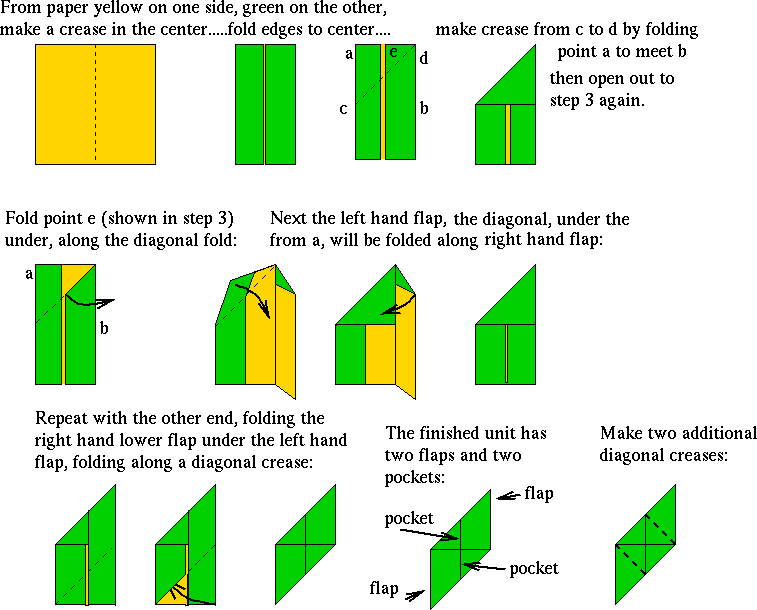 From paper yellow on one side, green on the other,
make a crease in the center.....fold edges to center....
make crease from c to d by folding
point a to meet b
then open out to
step 3 again.
a
e
d
c
b
Fold point e (shown in step 3)
under, along the diagonal fold:
Next the left hand flap, the diagonal, under the
from a, will be folded along right hand flap:
a
b
Repeat with the other end, folding the
right hand lower flap under the left hand
flap, folding along a diagonal crease:
The finished unit has
two flaps and two
pockets:
flap
pocket
pocket
flap
Make two additional
diagonal creases: